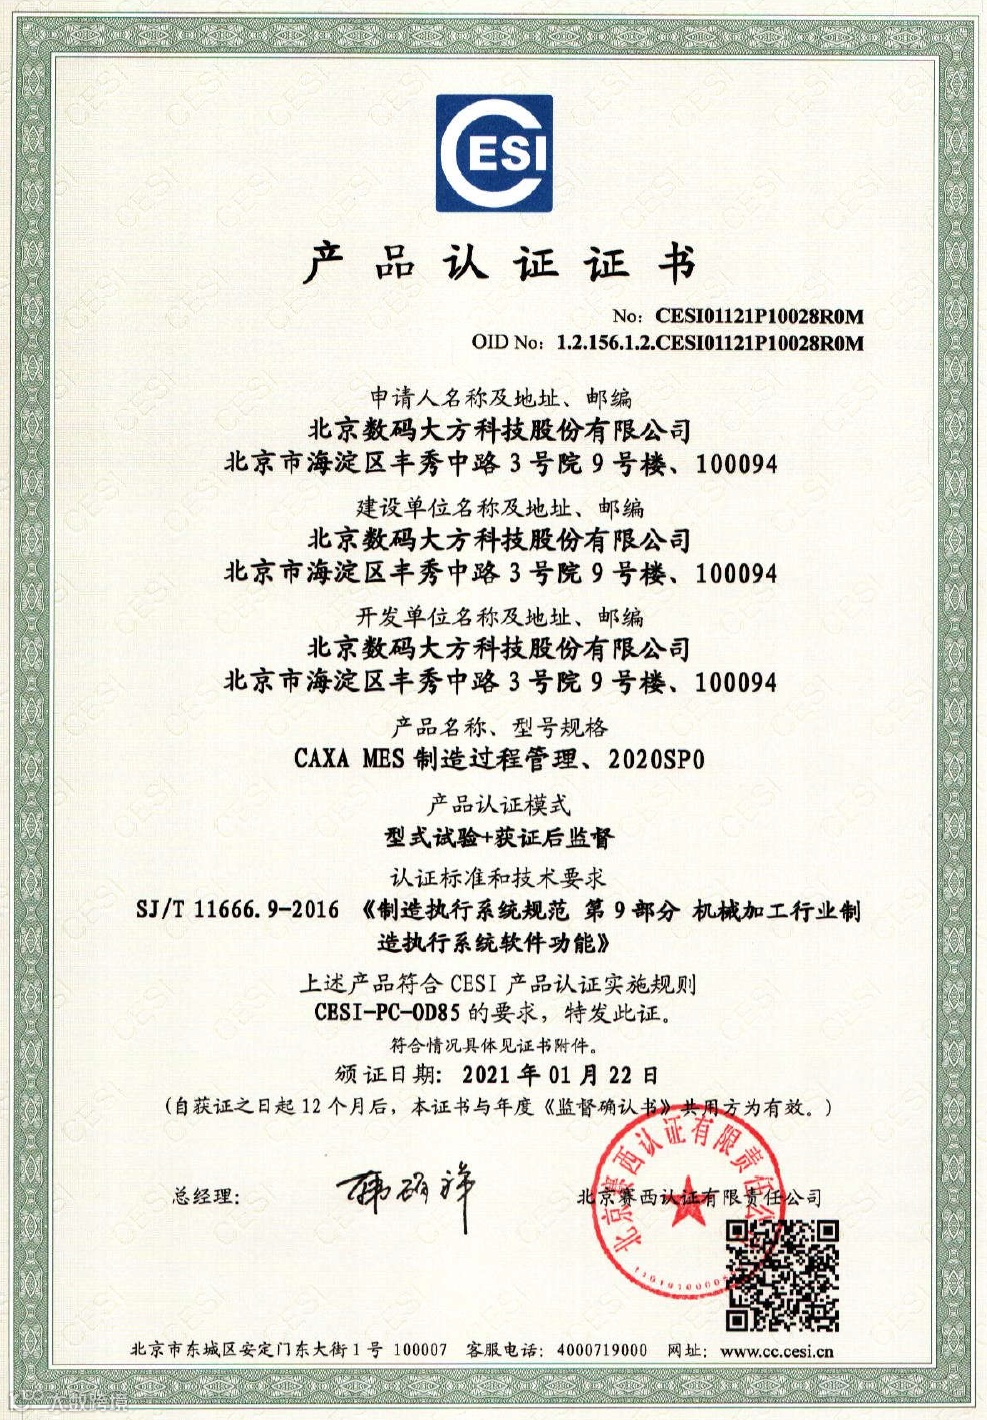 CESI
产品认证证书
No：CESI01121P10028R0M
OID No：1.2.156.1.2.CESI01121P10028R0M
申请人名称及地址、邮编
北京数码大方科技股份有限公司
北京市海淀区丰秀中路 3 号院 9 号楼、100094
建设单位名称及地址、邮编
北京数码大方科技股份有限公司
北京市海淀区丰秀中路 3 号院 9 号楼、100094
开发单位名称及地址、邮编
北京数码大方科技股份有限公司
北京市海淀区丰秀中路 3 号院 9 号楼、100094
产品名称、型号规格
CAXA MES 制造过程管理、2020SP0
产品认证模式
型式试验+获证后监督
认证标准和技术要求
SJ/T 11666.9-2016 《制造执行系统规范 第 9 部分 机械加工行业制
造执行系统软件功能》
上述产品符合 CESI 产品认证实施规则
CESI-PC-OD85 的要求，特发此证。
符合情况具体见证书附件。
颁证日期：2021 年 01 月 22 日
（自获证之日起 12 个月后，本证书与年度《监督确认书》共用方为有效。）
总经理：
北京赛西认证有限责任公司
北京赛西认证有限责任公司
北京市东城区安定门东大街 1 号 100007 客服电话：4000719000 网址：www.cc.cesi.cn